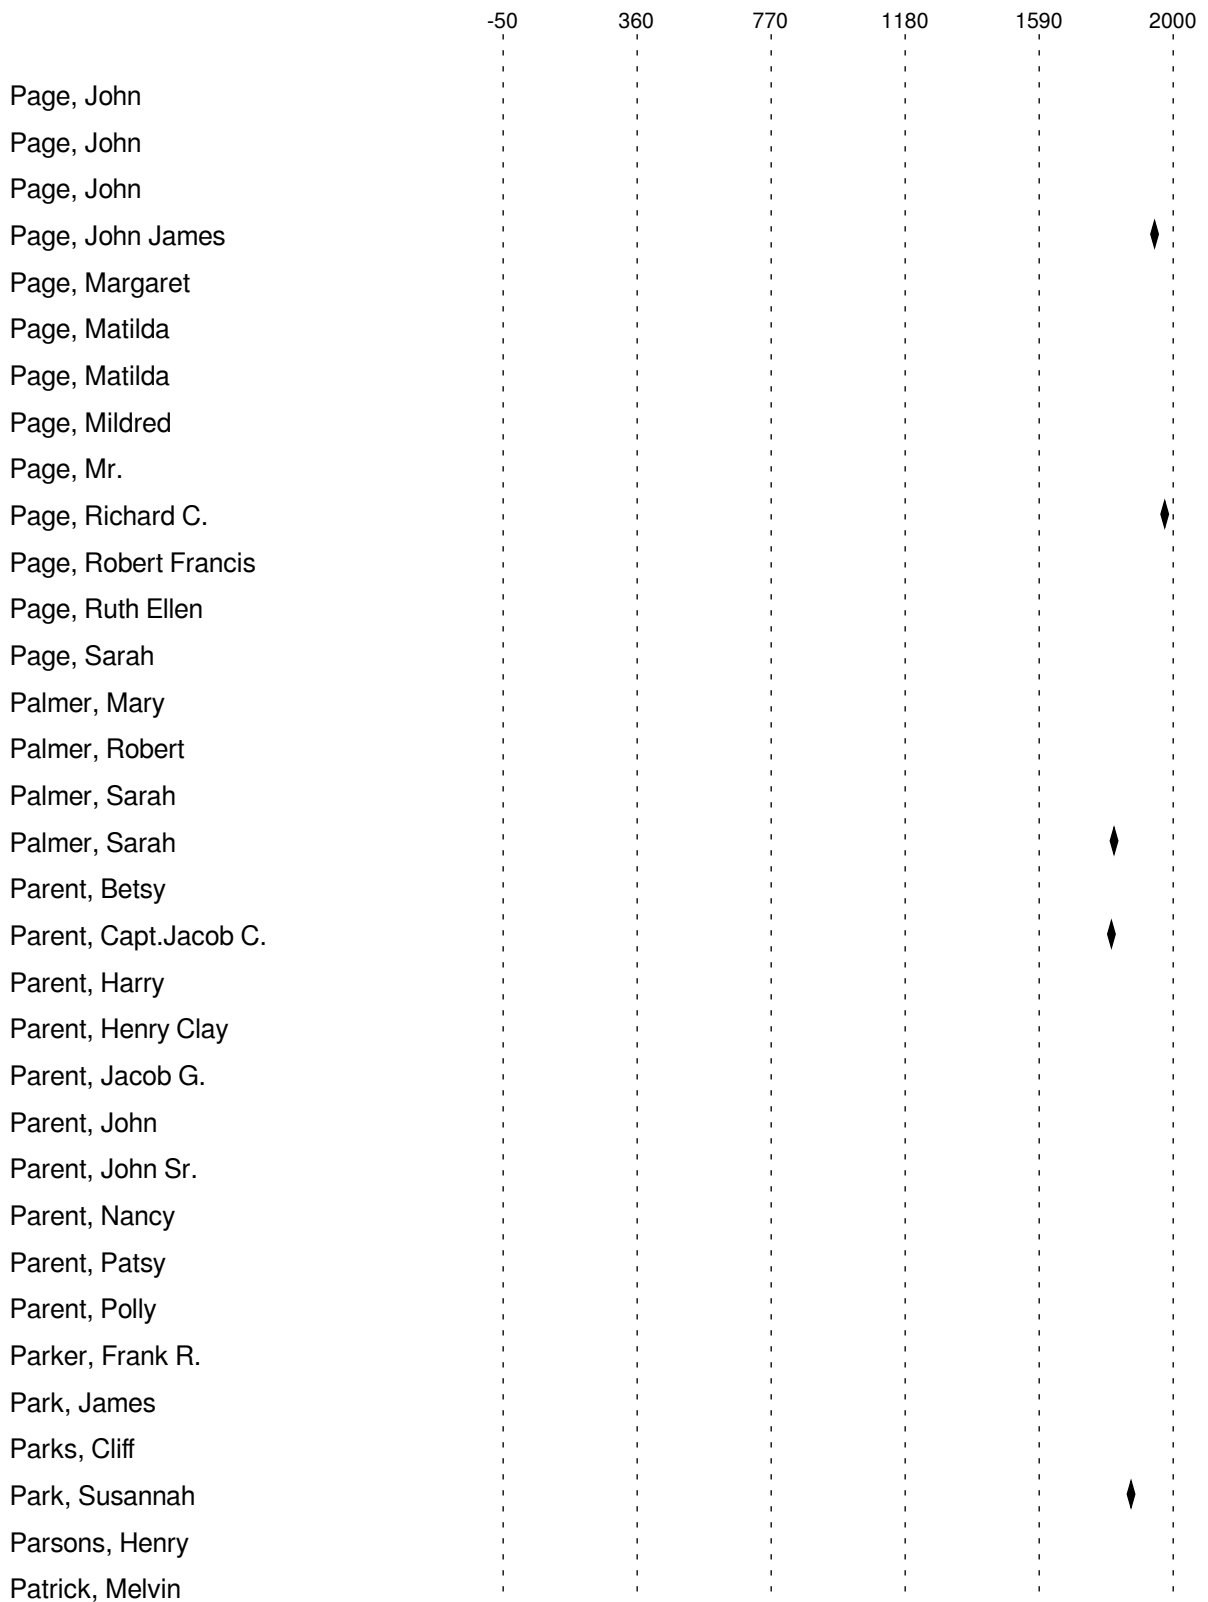 -50 360 770 1180 1590 2000
Page, John
Page, John
Page, John
Page, John James
Page, Margaret
Page, Matilda
Page, Matilda
Page, Mildred
Page, Mr.
Page, Richard C.
Page, Robert Francis
Page, Ruth Ellen
Page, Sarah
Palmer, Mary
Palmer, Robert
Palmer, Sarah
Palmer, Sarah
Parent, Betsy
Parent, Capt.Jacob C.
Parent, Harry
Parent, Henry Clay
Parent, Jacob G.
Parent, John
Parent, John Sr.
Parent, Nancy
Parent, Patsy
Parent, Polly
Parker, Frank R.
Park, James
Parks, Cliff
Park, Susannah
Parsons, Henry
Patrick, Melvin